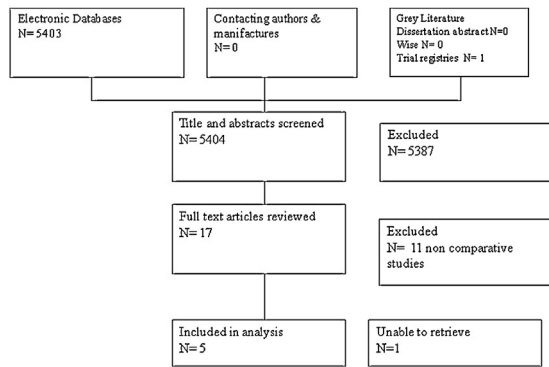 Electronic Databases
N= 5403
Contacting authors &
manifactures
N= 0
Grey Literature
Dissertation abstract N=0
Wise N= 0
Trial registries N= 1
Title and abstracts screened
N= 5404
Excluded
N= 5387
Full text articles reviewed
N= 17
Excluded
N= 11 non comparative
studies
Included in analysis
N= 5
Unable to retrieve
N=1